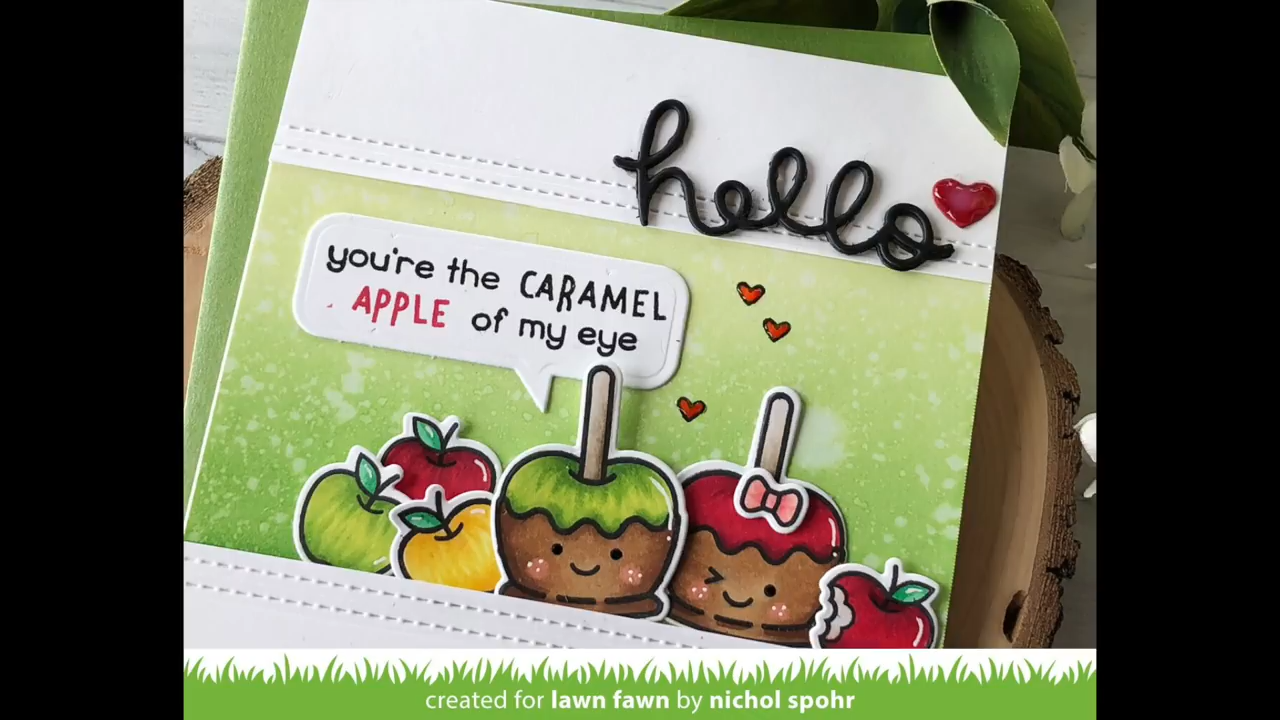 hello
you're the CARAMEL
APPLE of my eye
created for lawn fawn by nichol spohr